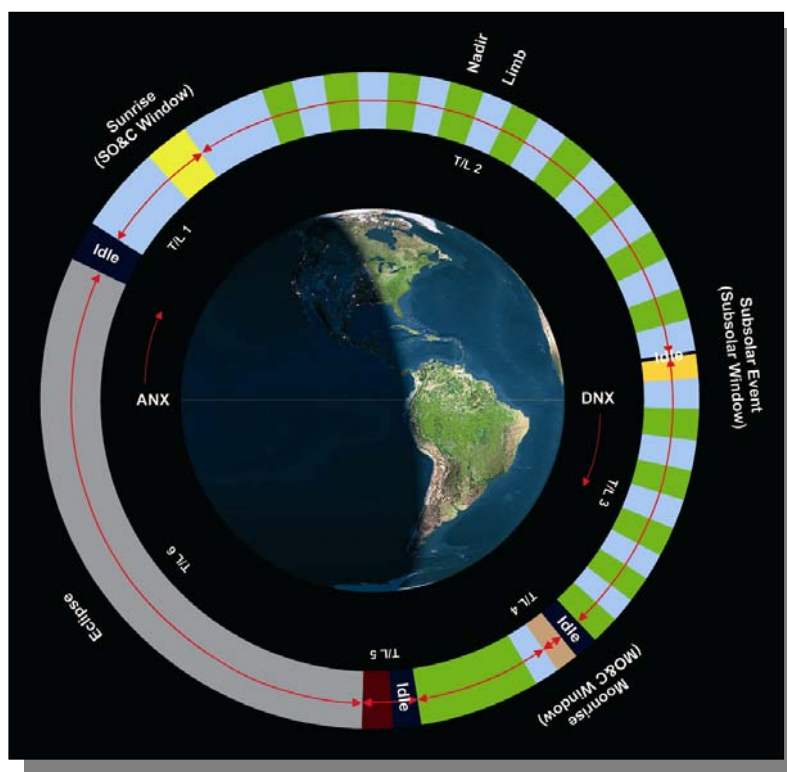 Nadir
Limb
Sunrise
(SO&C Window)
T/L 2
T/L 1
Idle
Subsolar Event
(Subsolar Window)
Idle
ANX
DNX
T/L 3
T/L 6
T/L 4
Idle
Eclipse
T/L 5
Idle
Moonrise
(MO&C Window)